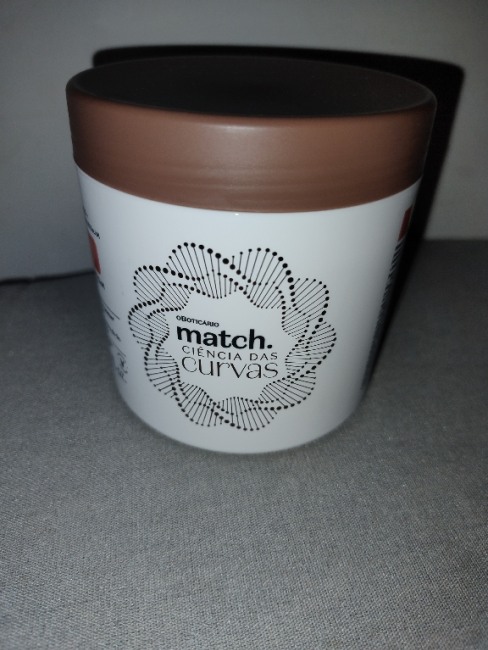 OBOTICÁRIO
match.
CIÊNCIA DAS
curvas